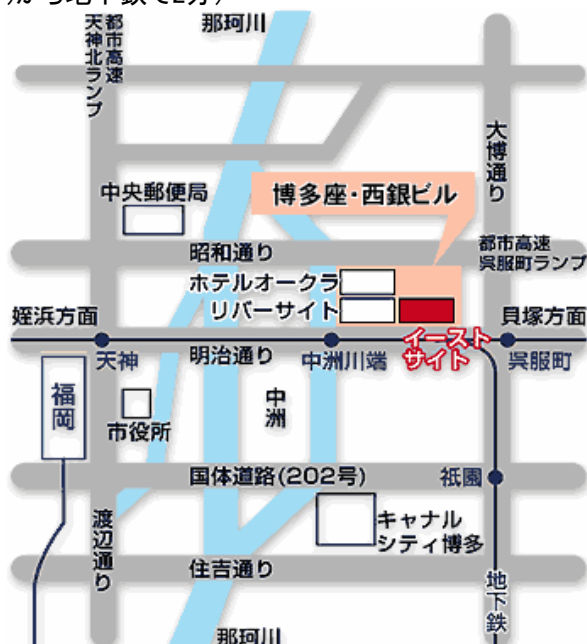 から地下鉄で2分)
都市高速
天神北ランプ
那珂川
大博通り
中央郵便局
博多座・西銀ビル
昭和通り
都市高速
呉服町ランプ
ホテルオークラ
リバーサイト
姪浜方面
イースト
サイト
貝塚方面
天神
明治通り
中洲川端
呉服町
福岡
市役所
中洲
国体道路(202号)
祇園
渡辺通り
キャナル
シティ博多
住吉通り
地下鉄
那珂川